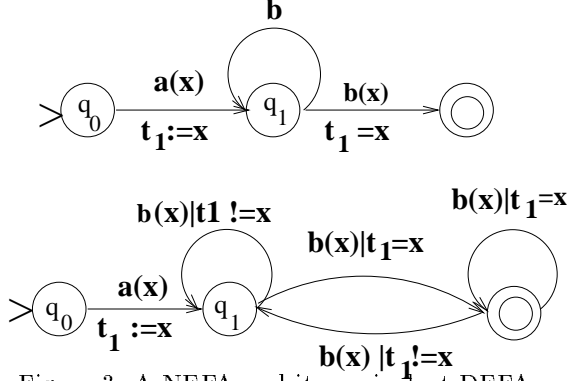 b
a(x)
b(x)
q0
q1
t1:=x
t1 =x
b(x)|t1 !=x
b(x)|t1=x
b(x)|t1=x
a(x)
q0
q1
t1 :=x
b(x) |t1!=x